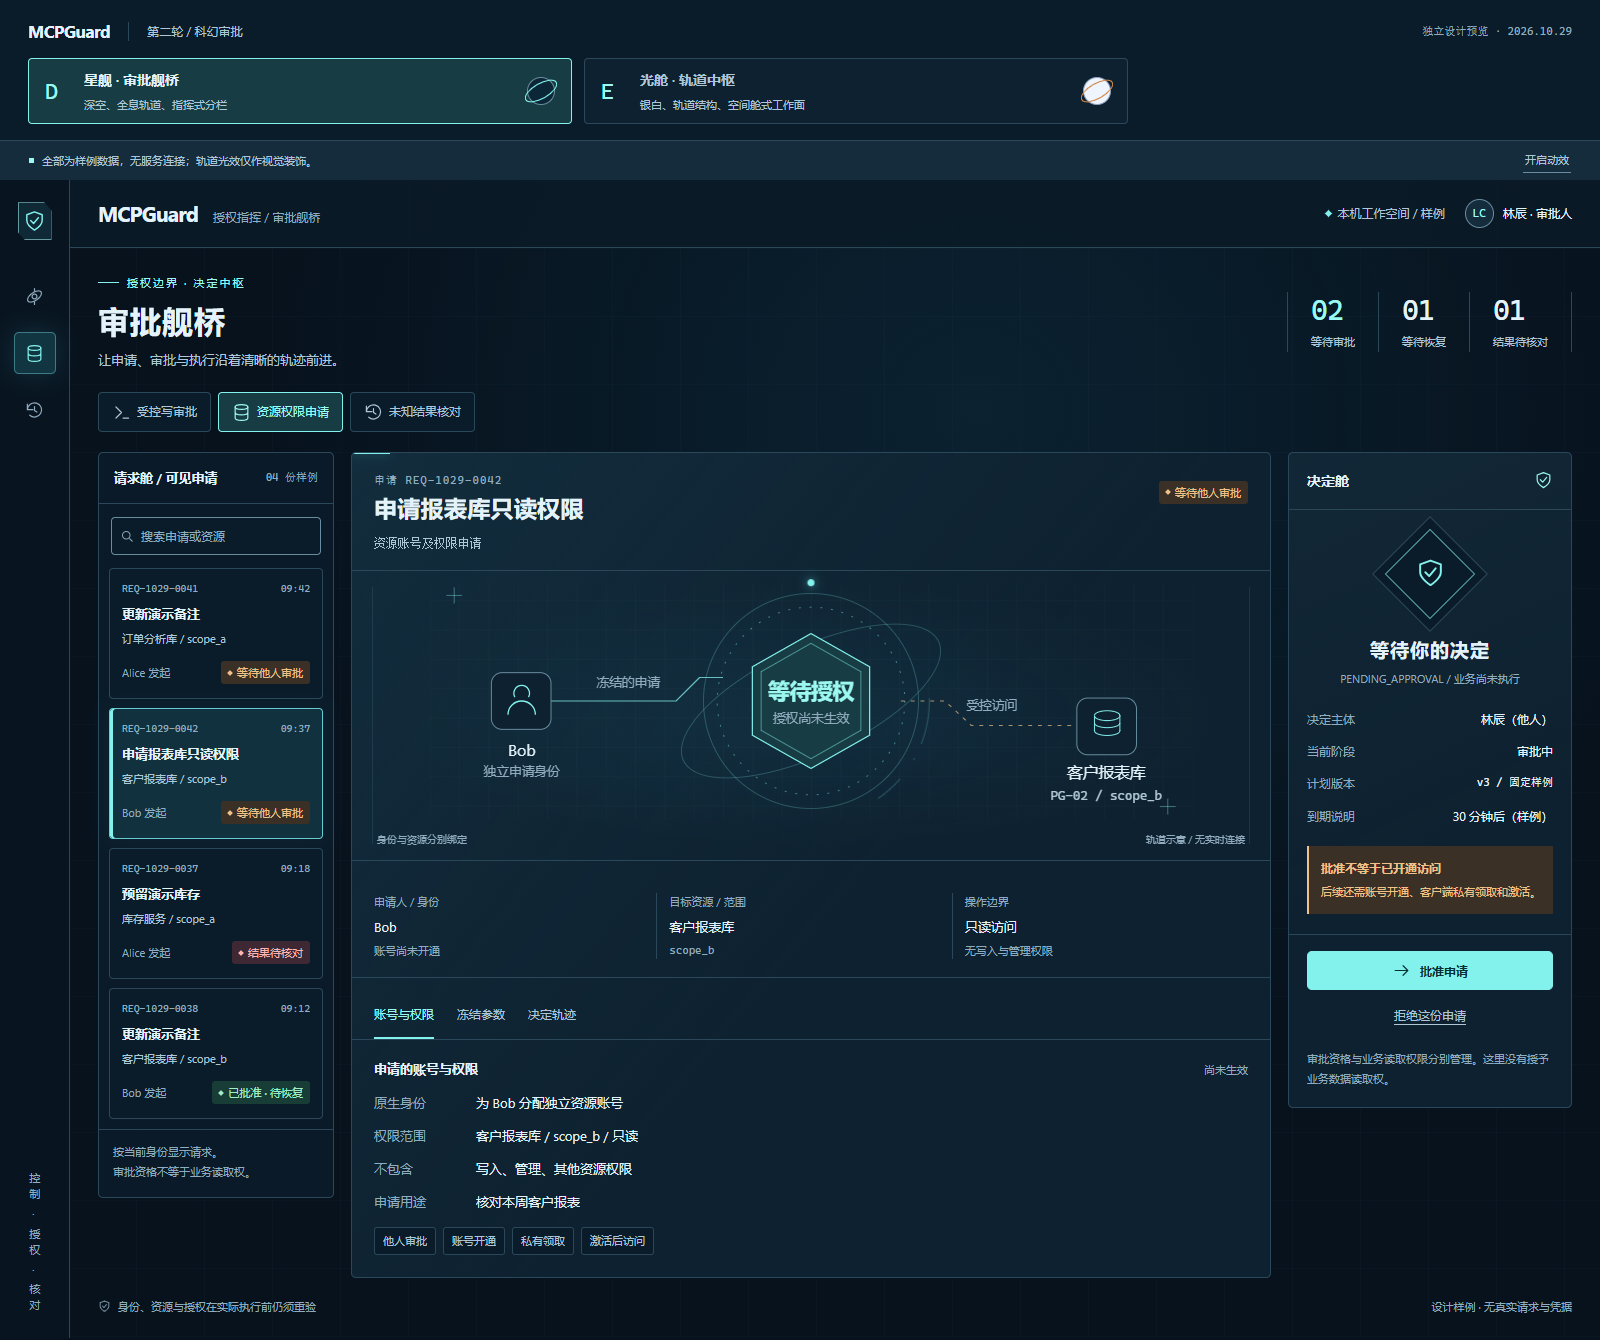 MCPGuard
第二轮 / 科幻审批
独立设计预览 · 2026.10.29
D
星舰 · 审批舰桥
深空、全息轨道、指挥式分栏
E
光舱 · 轨道中枢
银白、轨道结构、空间舱式工作面
全部为样例数据，无服务连接；轨道光效仅作视觉装饰。
开启动效
MCPGuard
授权指挥 / 审批舰桥
本机工作空间 / 样例
LC
林辰 · 审批人
授权边界 · 决定中枢
审批舰桥
让申请、审批与执行沿着清晰的轨迹前进。
02
等待审批
01
等待恢复
01
结果待核对
受控写审批
资源权限申请
未知结果核对
请求舱 / 可见申请
04 份样例
搜索申请或资源
REQ-1029-0041
09:42
更新演示备注
订单分析库 / scope_a
Alice 发起
等待他人审批
REQ-1029-0042
09:37
申请报表库只读权限
客户报表库 / scope_b
Bob 发起
等待他人审批
REQ-1029-0037
09:18
预留演示库存
库存服务 / scope_a
Alice 发起
结果待核对
REQ-1029-0038
09:12
更新演示备注
客户报表库 / scope_b
Bob 发起
已批准 · 待恢复
按当前身份显示请求。
审批资格不等于业务读取权。
申请 REQ-1029-0042
申请报表库只读权限
资源账号及权限申请
等待他人审批
冻结的申请
等待授权
授权尚未生效
受控访问
Bob
独立申请身份
客户报表库
PG-02 / scope_b
身份与资源分别绑定
轨道示意 / 无实时连接
申请人 / 身份
Bob
账号尚未开通
目标资源 / 范围
客户报表库
scope_b
操作边界
只读访问
无写入与管理权限
账号与权限
冻结参数
决定轨迹
申请的账号与权限
尚未生效
原生身份
为 Bob 分配独立资源账号
权限范围
客户报表库 / scope_b / 只读
不包含
写入、管理、其他资源权限
申请用途
核对本周客户报表
他人审批
账号开通
私有领取
激活后访问
决定舱
等待你的决定
PENDING_APPROVAL / 业务尚未执行
决定主体
林辰（他人）
当前阶段
审批中
计划版本
v3 / 固定样例
到期说明
30 分钟后（样例）
批准不等于已开通访问
后续还需账号开通、客户端私有领取和激活。
批准申请
拒绝这份申请
审批资格与业务读取权限分别管理。这里没有授予
业务数据读取权。
控制 · 授权 · 核对
身份、资源与授权在实际执行前仍须重验
设计样例 · 无真实请求与凭据